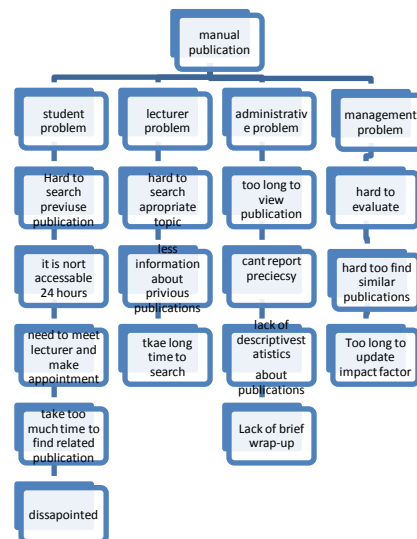 manual
publication
student
problem
Hard to
search
previuse
publication
it is nort
accessable
24 hours
need to meet
lecturer and
make
appointment
take too
much time to
find related
publication
dissapointed
lecturer
problem
hard to
search
apropriate
topic
less
information
about
privious
publications
tkae long
time to
search
administrativ
e problem
too long to
view
publication
cant report
preciecsy
lack of
descriptivest
atistics
about
publications
Lack of brief
wrap-up
management
problem
hard to
evaluate
hard too find
similar
publications
Too long to
update
impact factor